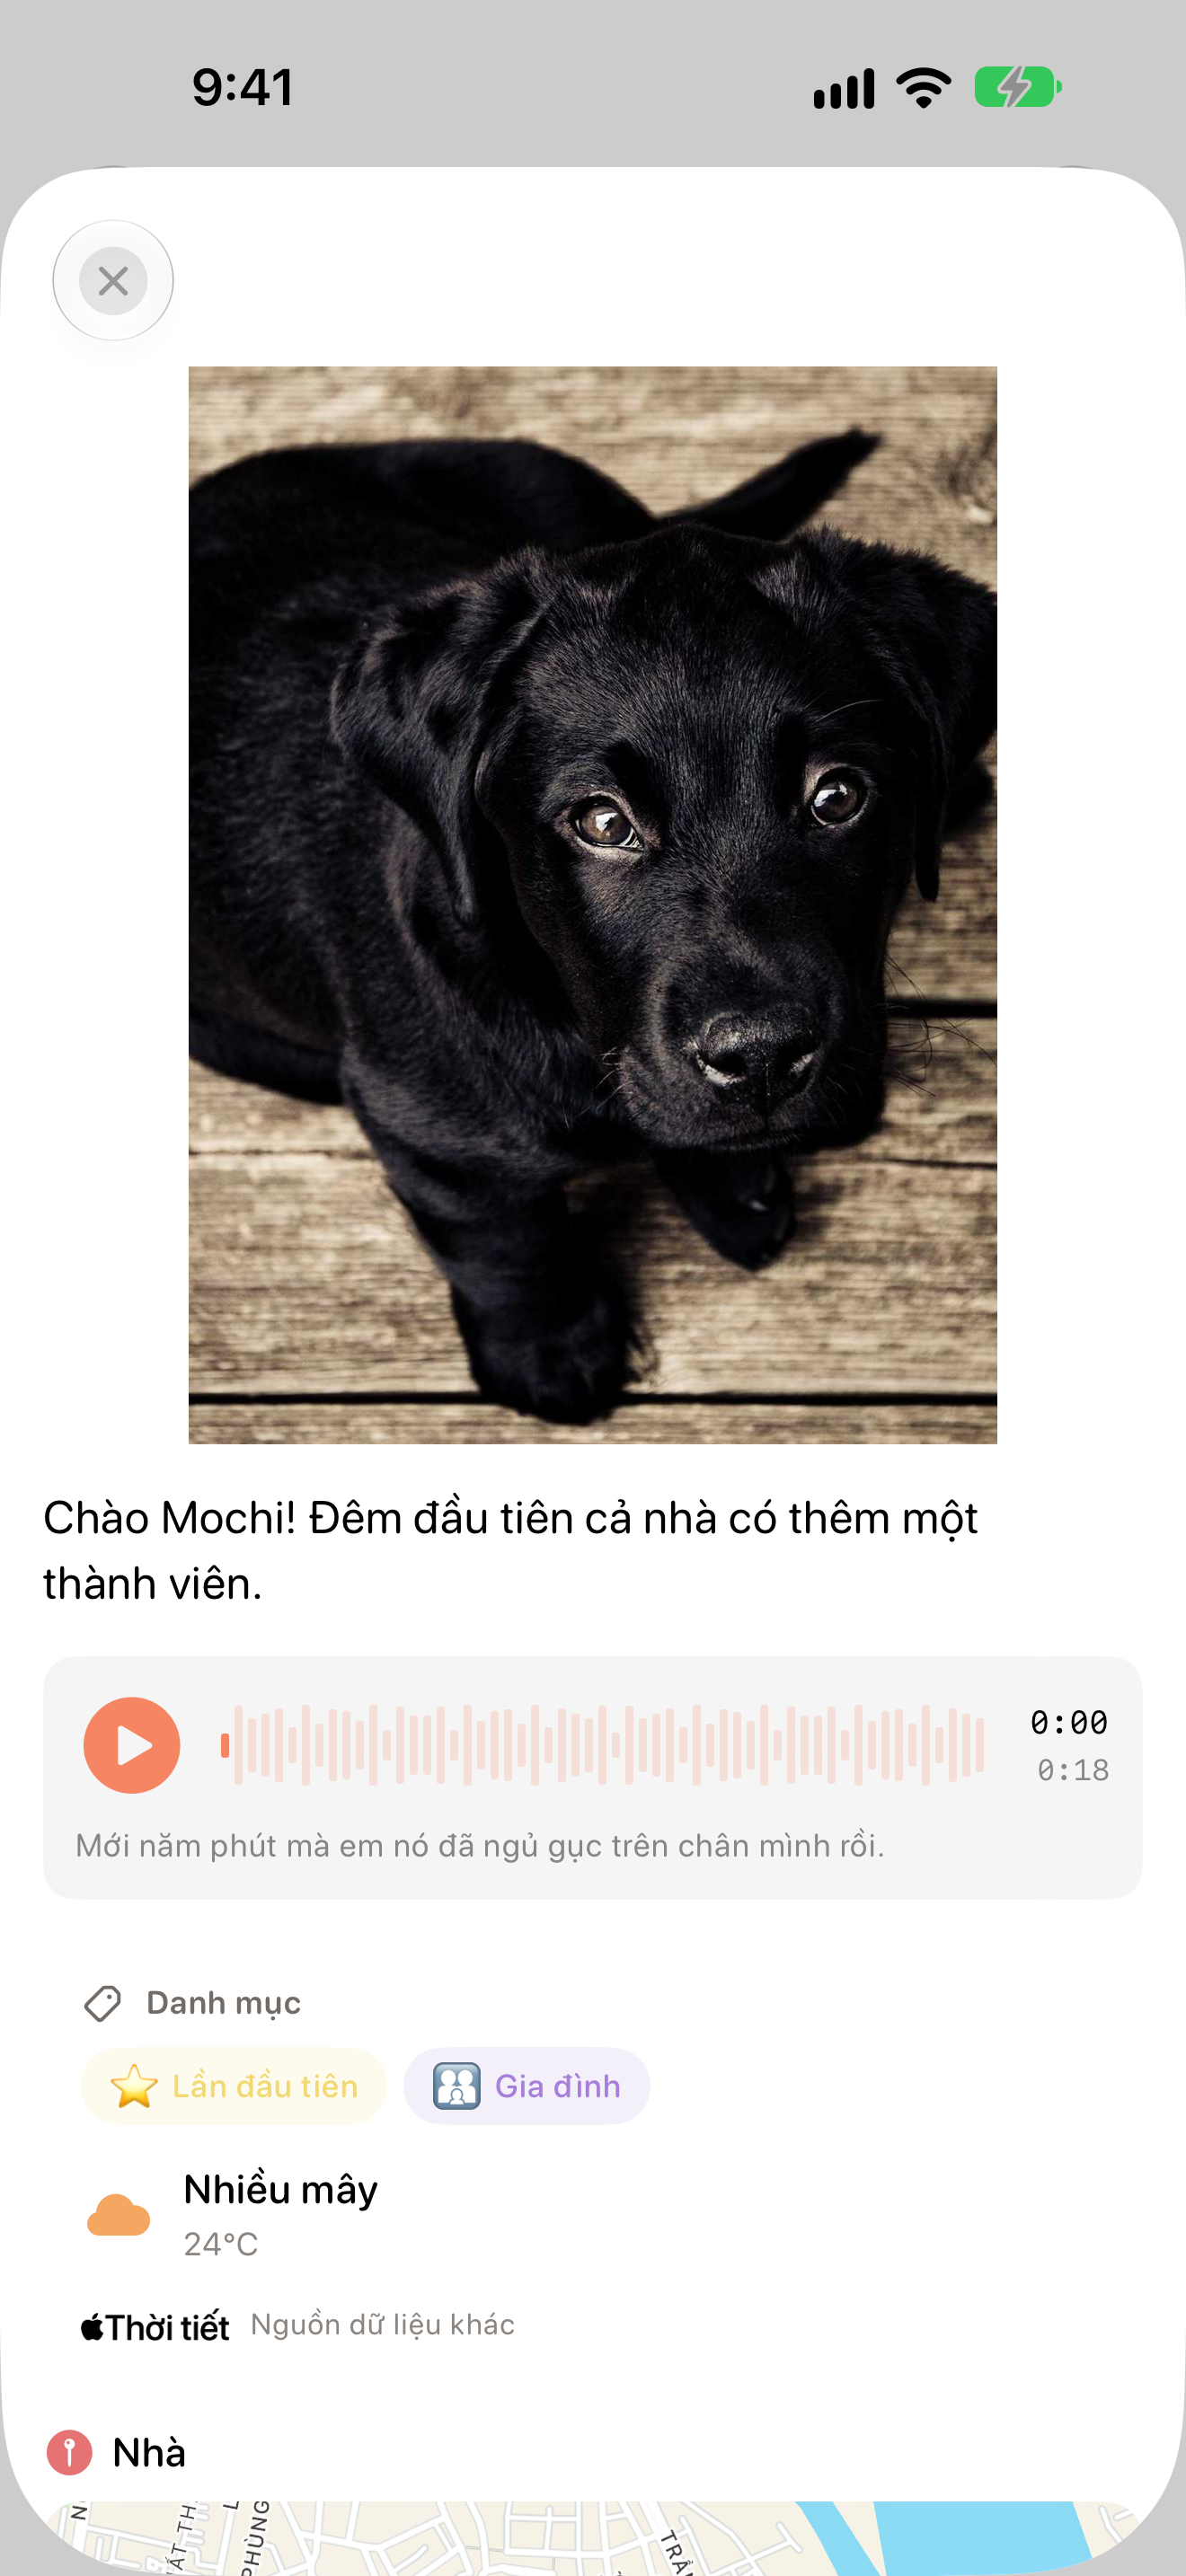 9:41
Chào Mochi! Đêm đầu tiên cả nhà có thêm một
thành viên.
0:00
0:18
Mới năm phút mà em nó đã ngủ gục trên chân mình rồi.
Danh mục
Lần đầu tiên
Gia đình
Nhiều mây
24°C
Thời tiết Nguồn dữ liệu khác
Nhà
PHÙNG